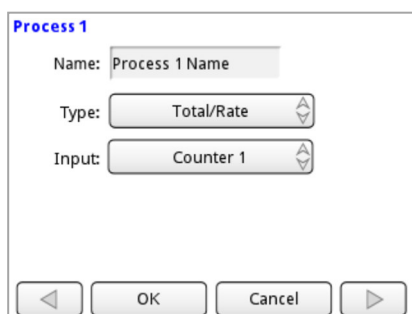 Process 1
Name: Process 1 Name
Type: Total/Rate
Input: Counter 1
OK Cancel